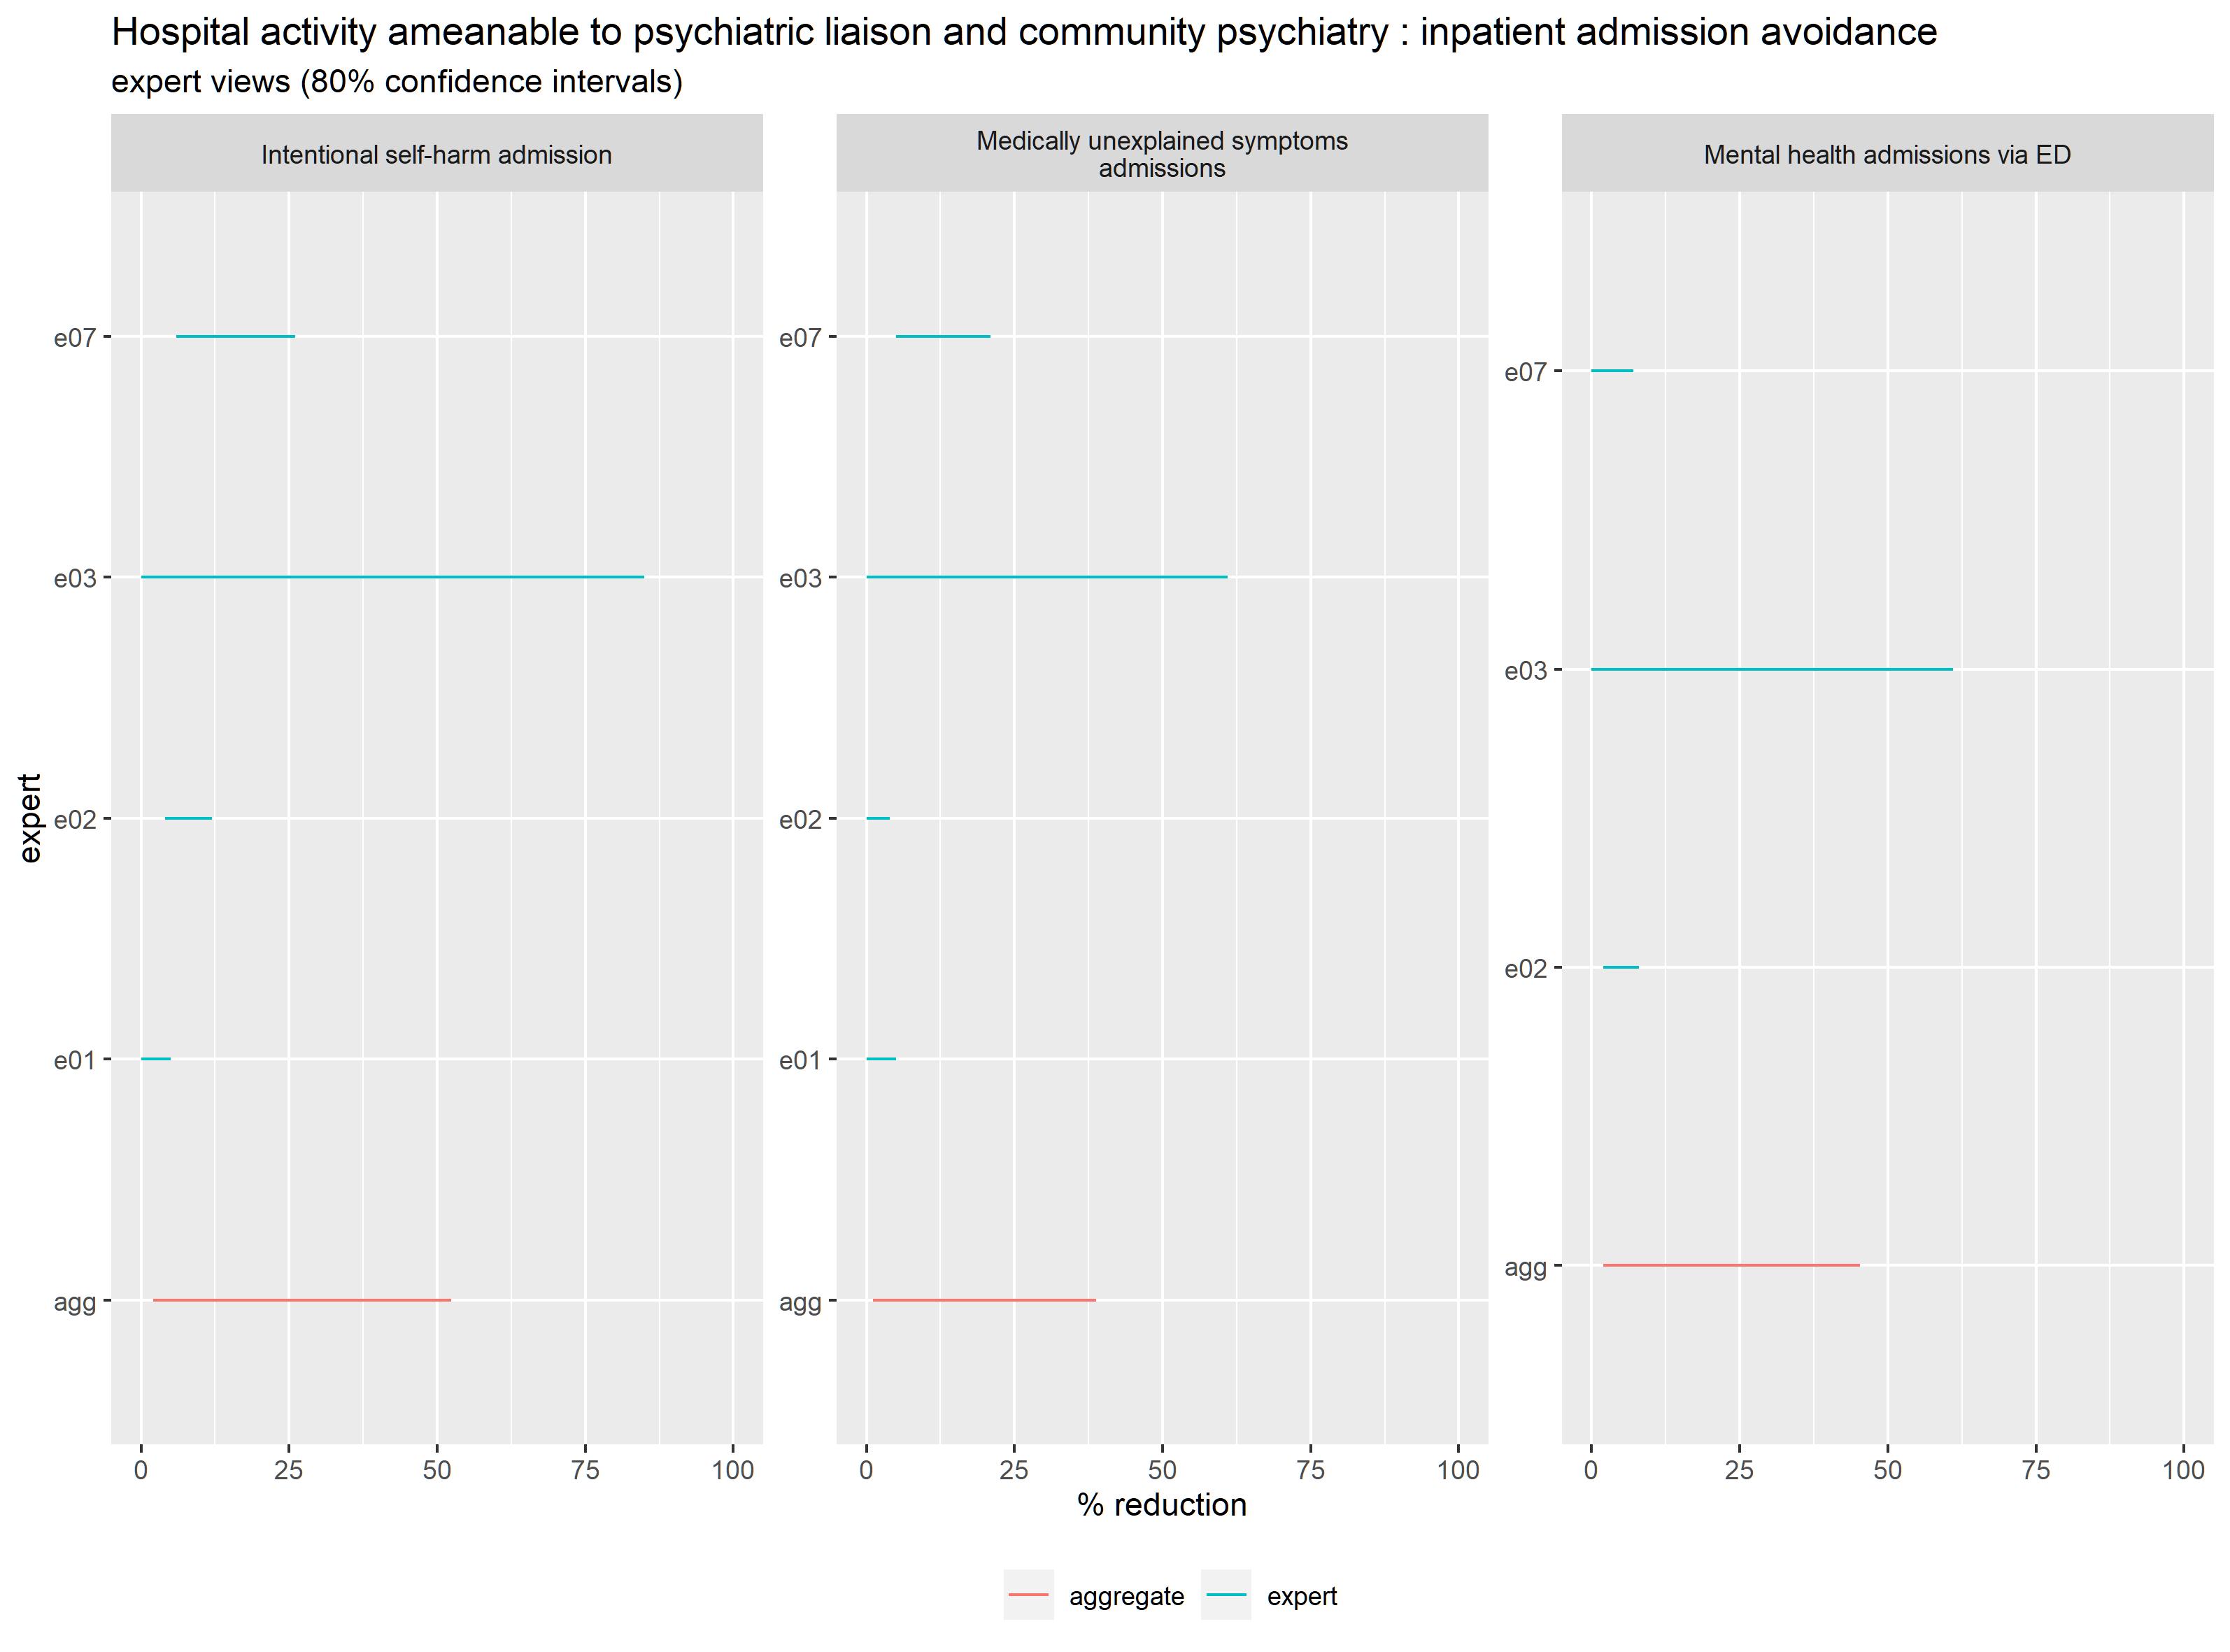 Hospital activity ameanable to psychiatric liaison and community psychiatry : inpatient admission avoidance
expert views (80% confidence intervals)
Intentional self-harm admission
Medically unexplained symptoms
admissions
Mental health admissions via ED
expert
e07
e03
e02
e01
agg
e07
e03
e02
e01
agg
e07
e03
e02
agg
0 25 50 75 100
0 25 50 75 100
0 25 50 75 100
% reduction
aggregate expert